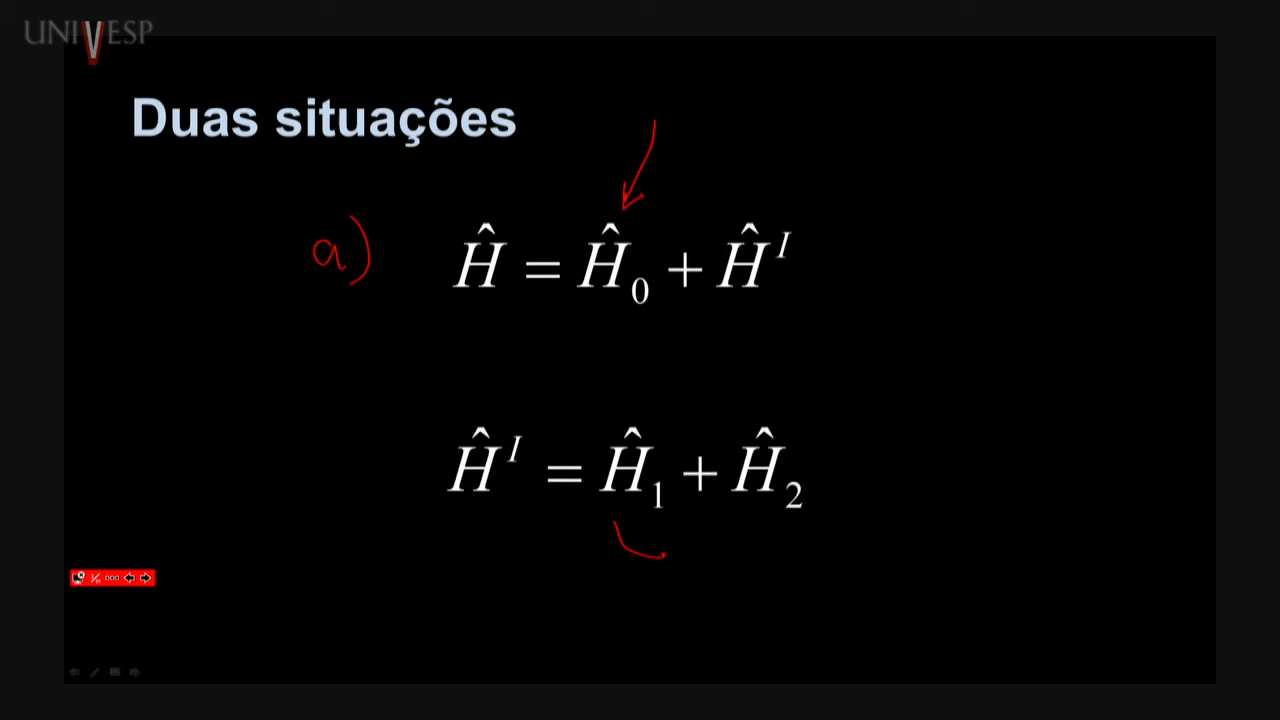 UNIVESP
Duas situações
a) Ĥ = Ĥ₀ + Ĥᴵ
Ĥᴵ = Ĥ₁ + Ĥ₂